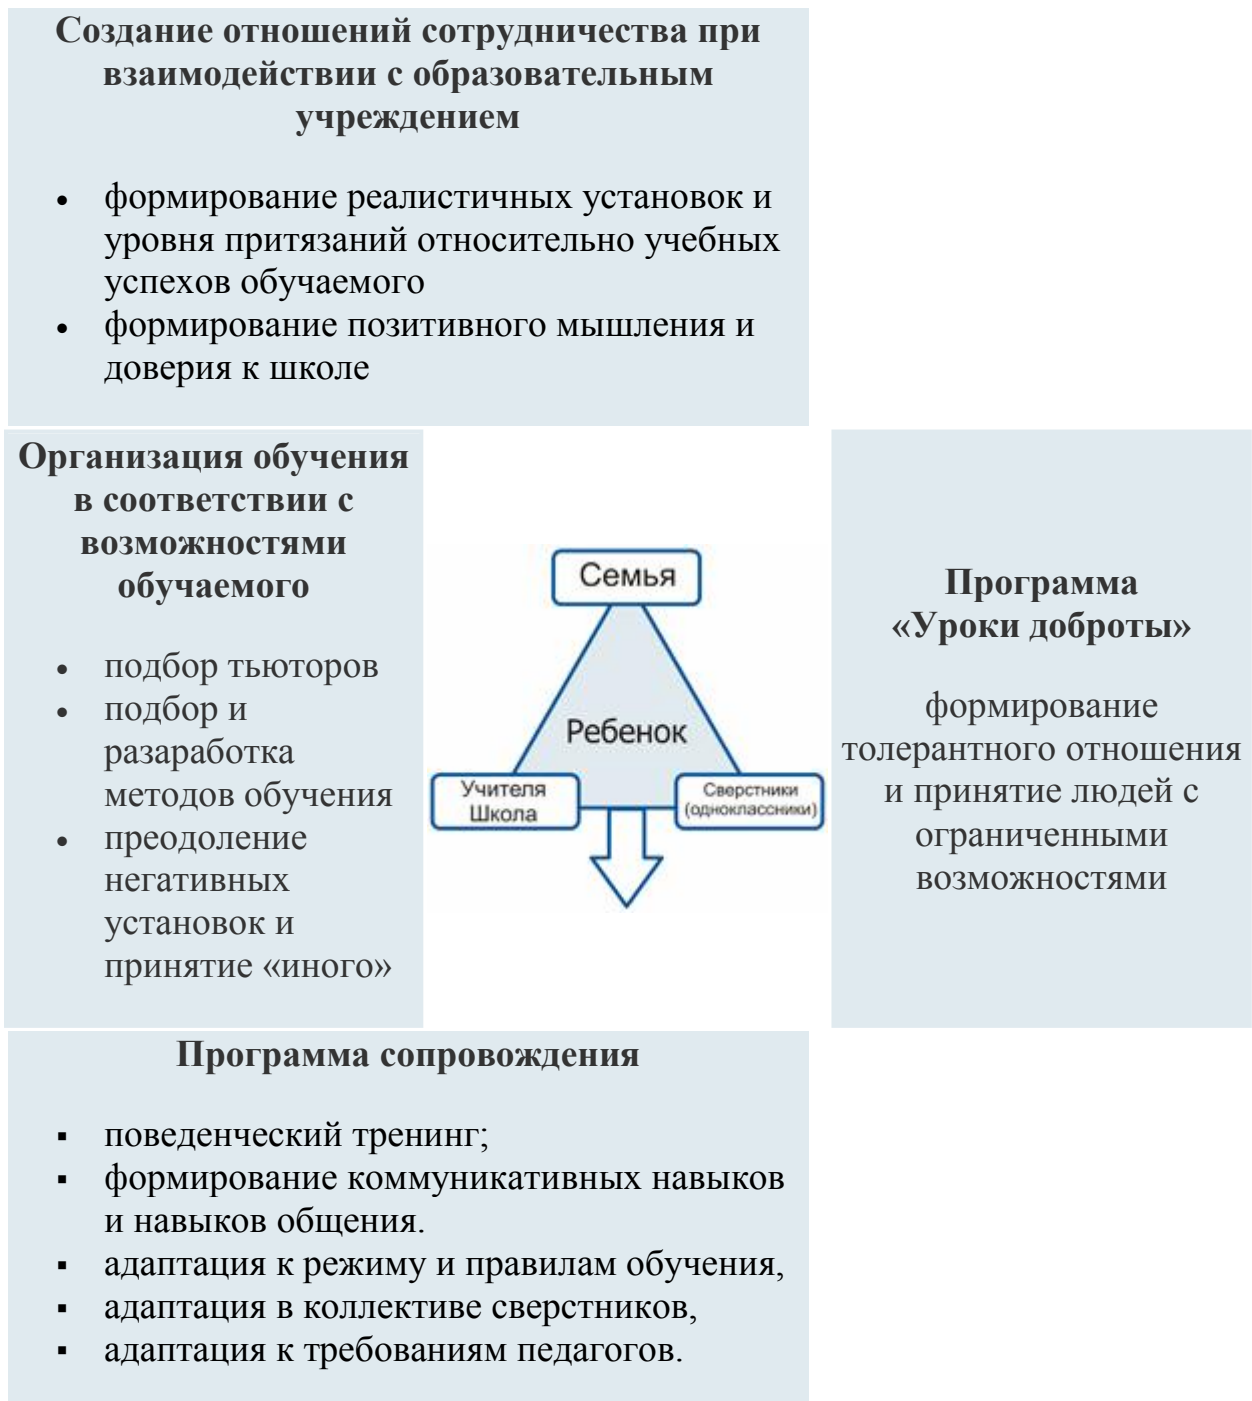 Создание отношений сотрудничества при
взаимодействии с образовательным
учреждением
• формирование реалистичных установок и
уровня притязаний относительно учебных
успехов обучаемого
• формирование позитивного мышления и
доверия к школе
Организация обучения
в соответствии с
возможностями
обучаемого
• подбор тьюторов
• подбор и
разаработка
методов обучения
• преодоление
негативных
установок и
принятие «иного»
Семья
Ребенок
Учителя
Школа
Сверстники
(одноклассники)
Программа
«Уроки доброты»
формирование
толерантного отношения
и принятие людей с
ограниченными
возможностями
Программа сопровождения
▪ поведенческий тренинг;
▪ формирование коммуникативных навыков
и навыков общения.
▪ адаптация к режиму и правилам обучения,
▪ адаптация в коллективе сверстников,
▪ адаптация к требованиям педагогов.